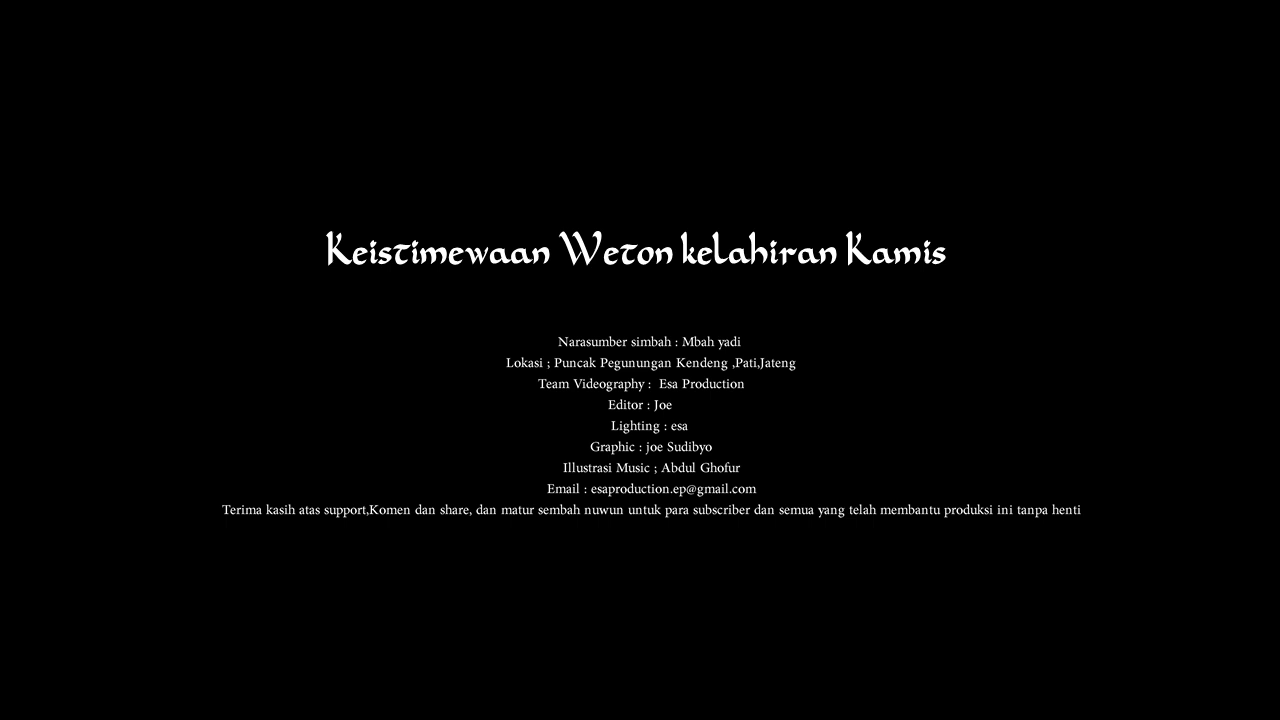 Keistimewaan Weton kelahiran Kamis
Narasumber simbah : Mbah yadi
Lokasi ; Puncak Pegunungan Kendeng ,Pati,Jateng
Team Videography :  Esa Production
Editor : Joe
Lighting : esa
Graphic : joe Sudibyo
Illustrasi Music ; Abdul Ghofur
Email : esaproduction.ep@gmail.com
Terima kasih atas support,Komen dan share, dan matur sembah nuwun untuk para subscriber dan semua yang telah membantu produksi ini tanpa henti